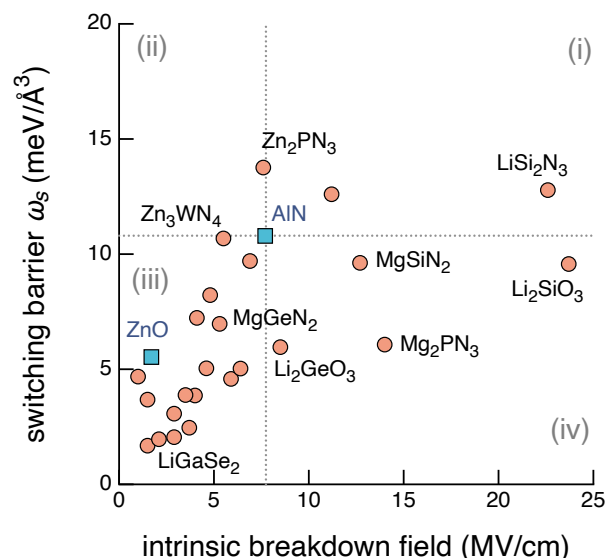 20
(ii)
(i)
15
Zn₂PN₃
LiSi₂N₃
Zn₃WN₄
AlN
10
(iii)
MgSiN₂
Li₂SiO₃
ZnO
MgGeN₂
Mg₂PN₃
5
Li₂GeO₃
(iv)
LiGaSe₂
0
0
5
10
15
20
25
switching barrier ωₛ (meV/Å³)
intrinsic breakdown field (MV/cm)